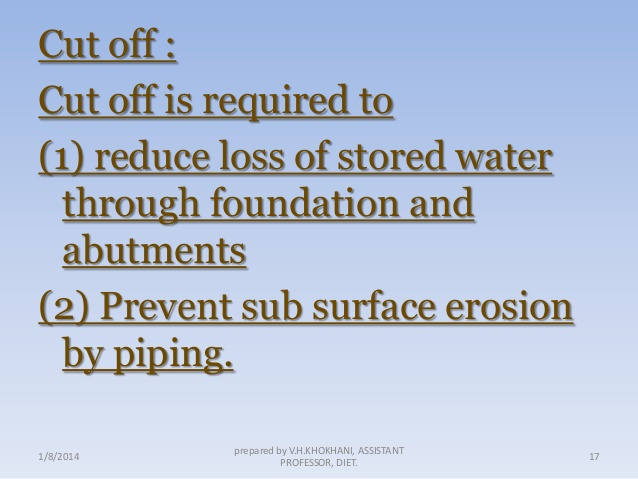 Cut off :
Cut off is required to
(1) reduce loss of stored water
through foundation and
abutments
(2) Prevent sub surface erosion
by piping.
1/8/2014
prepared by V.H.KHOKHANI, ASSISTANT
PROFESSOR, DIET.
17